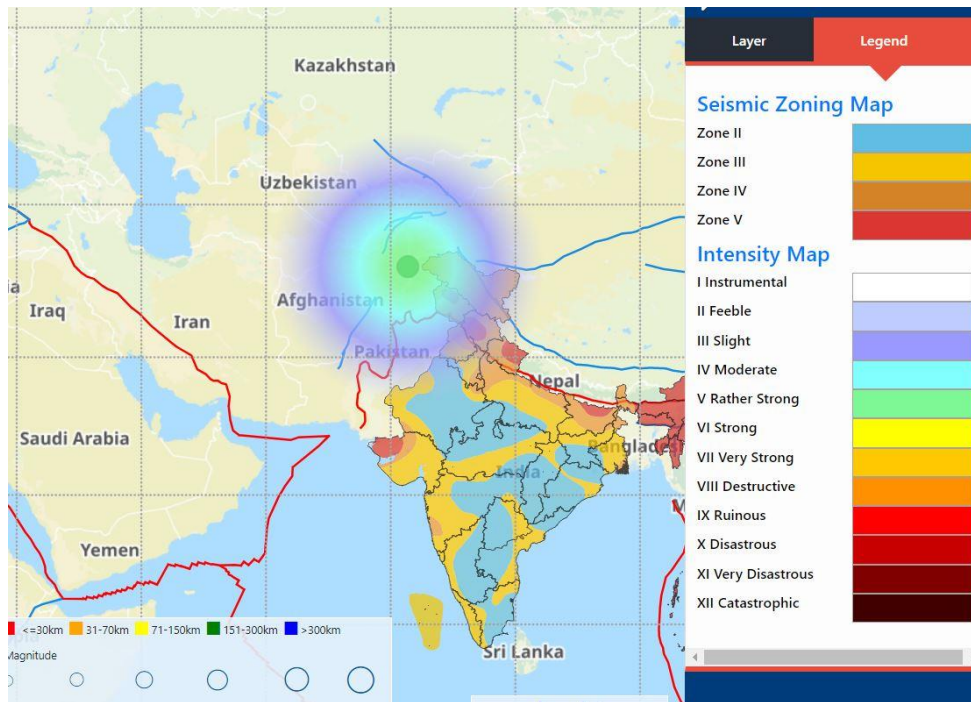 Kazakhstan
Uzbekistan
Afghanistan
Iraq
Iran
Pakistan
Nepal
Saudi Arabia
Banglades
India
Yemen
Sri Lanka
<=30km 31-70km 71-150km 151-300km >300km
Magnitude
Layer Legend
Seismic Zoning Map
Zone II
Zone III
Zone IV
Zone V
Intensity Map
I Instrumental
II Feeble
III Slight
IV Moderate
V Rather Strong
VI Strong
VII Very Strong
VIII Destructive
IX Ruinous
X Disastrous
XI Very Disastrous
XII Catastrophic